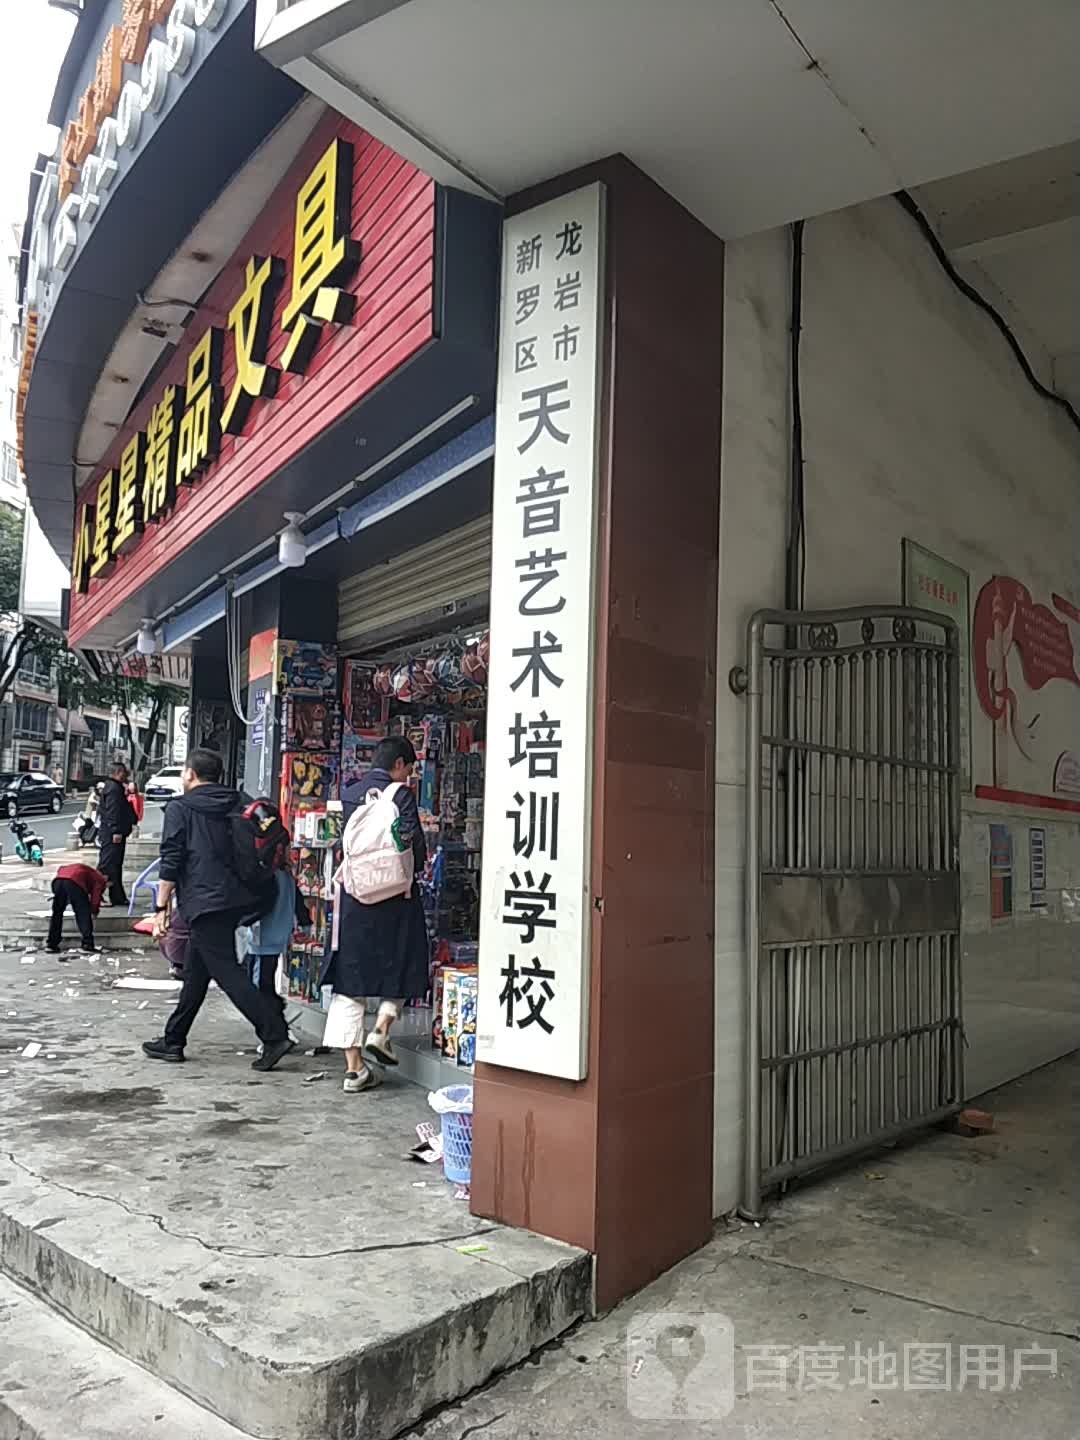 小星星精品文具
龙岩市
新罗区
天音艺术培训学校
百度地图用户